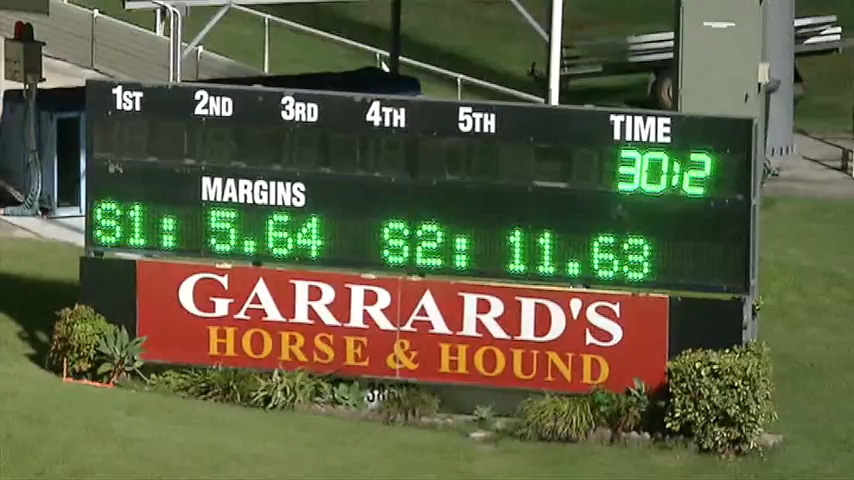 1ST 2ND 3RD 4TH 5TH TIME
30:2
MARGINS
S1: 5.64 S2: 11.63
GARRARD'S
HORSE & HOUND